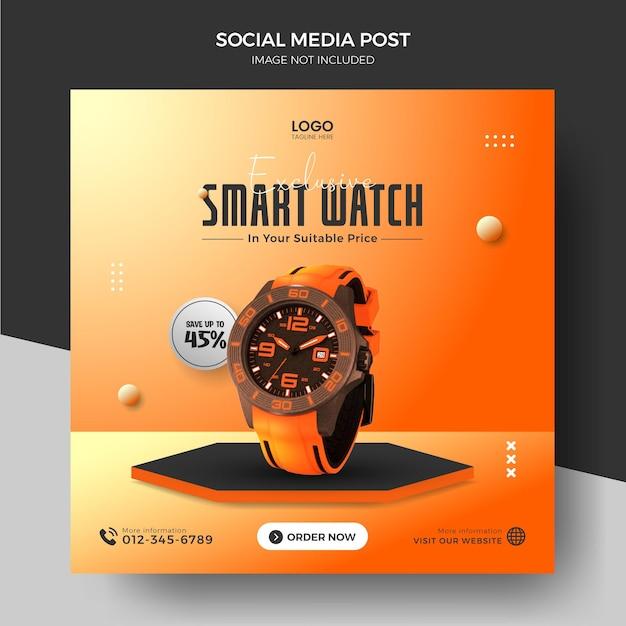 SOCIAL MEDIA POST
IMAGE NOT INCLUDED
LOGO
TAGLINE HERE
Exclusive
SMART WATCH
In Your Suitable Price
SAVE UP TO
45%
12
9
6
More information
012-345-6789
ORDER NOW
More information
VISIT OUR WEBSITE